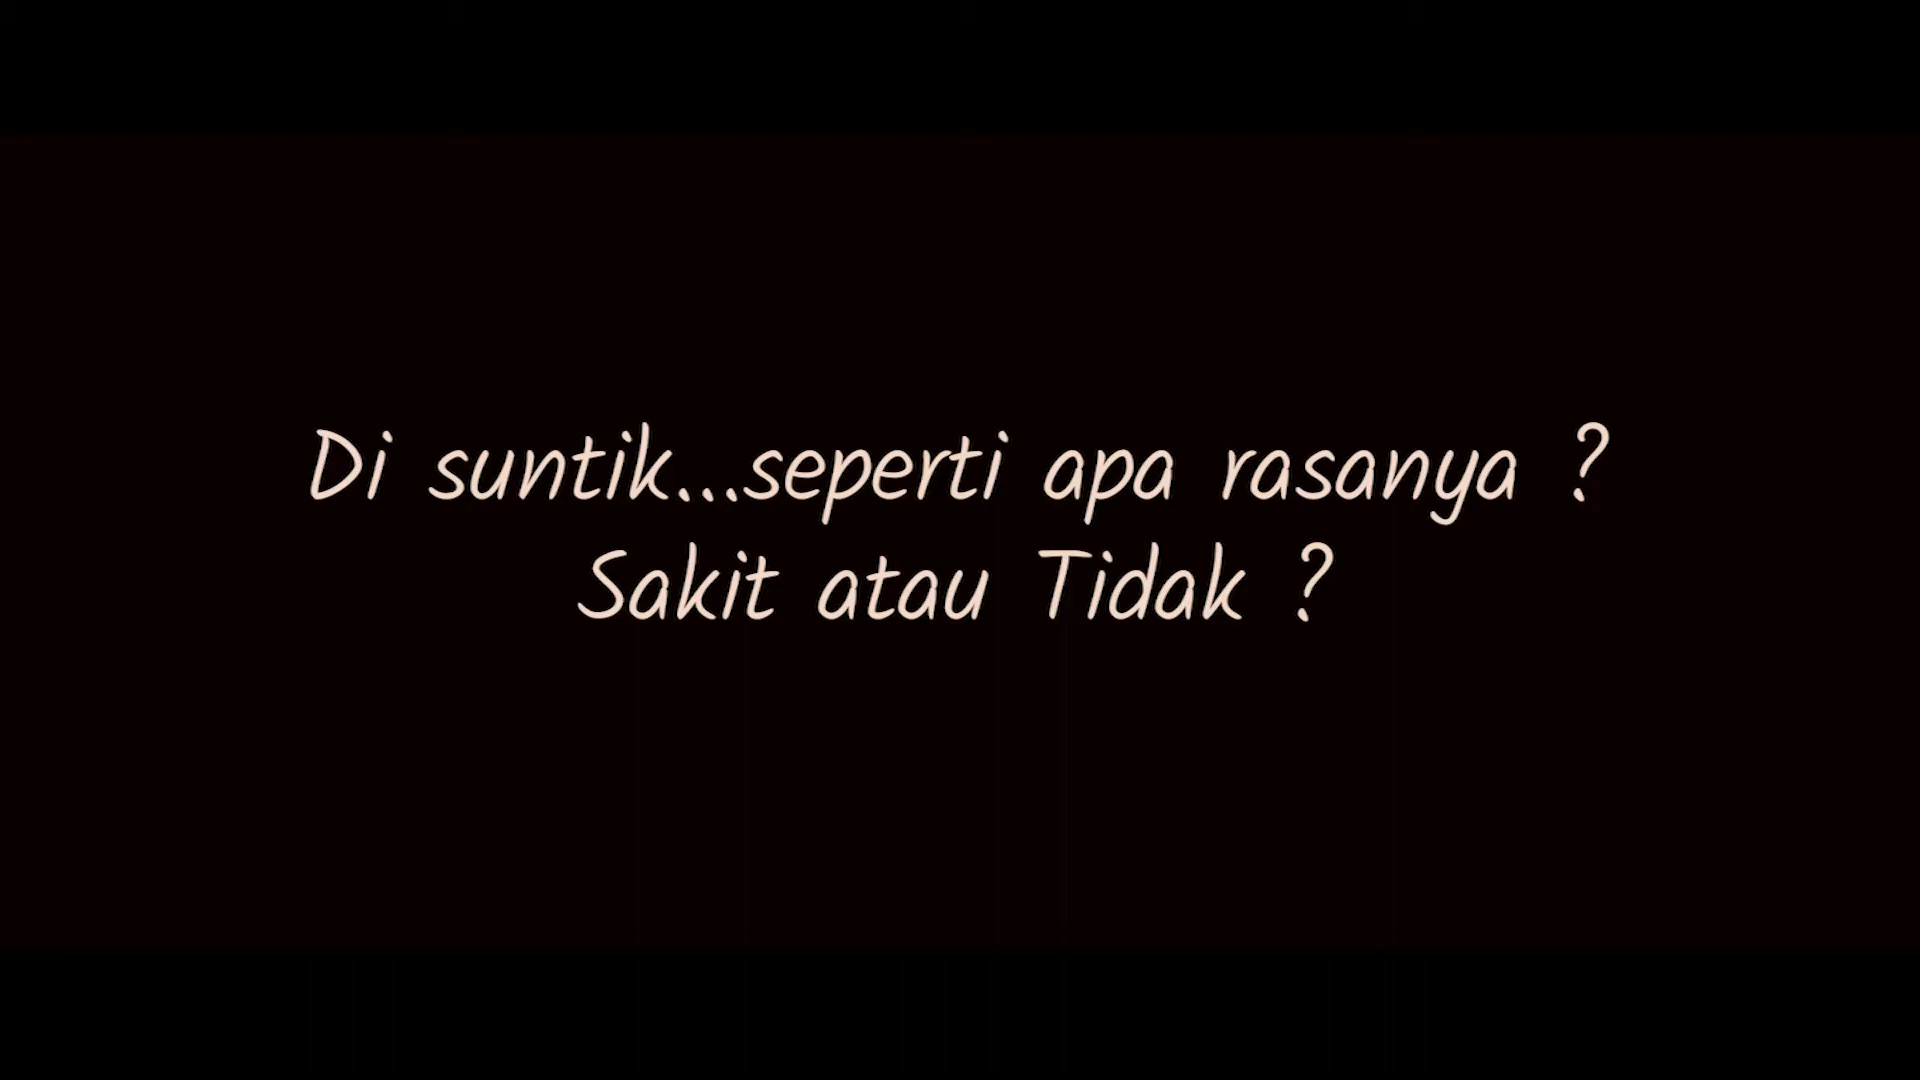 Di suntik...seperti apa rasanya ?
Sakit atau Tidak ?